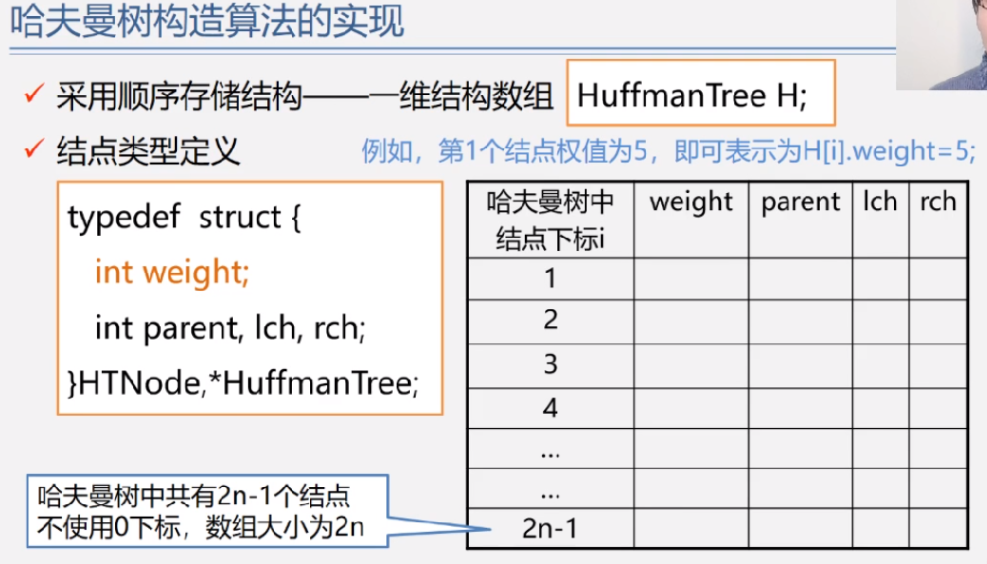 哈夫曼树构造算法的实现
✓ 采用顺序存储结构——一维结构数组 HuffmanTree H;
✓ 结点类型定义
例如，第1个结点权值为5，即可表示为H[i].weight=5;
typedef struct {
int weight;
int parent, lch, rch;
}HTNode,*HuffmanTree;
哈夫曼树中 weight parent lch rch
结点下标i
1
2
3
4
...
...
2n-1
哈夫曼树中共有2n-1个结点
不使用0下标，数组大小为2n